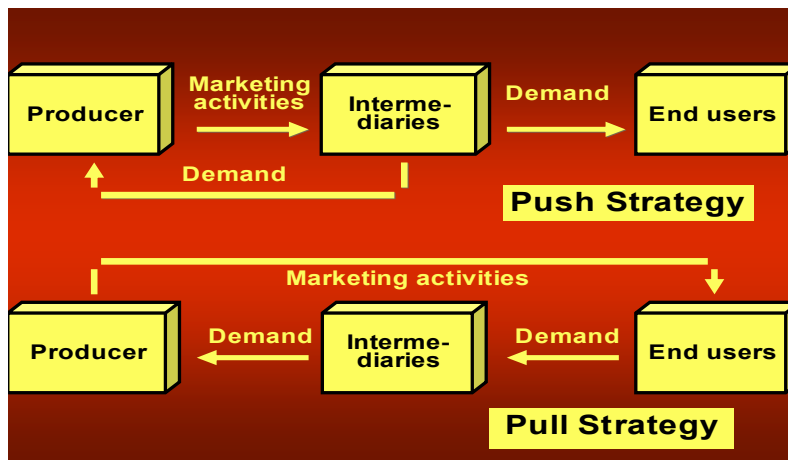 Marketing
activities
Producer
Interme-
diaries
Demand
End users
Demand
Push Strategy
Marketing activities
Producer
Demand
Interme-
diaries
Demand
End users
Pull Strategy